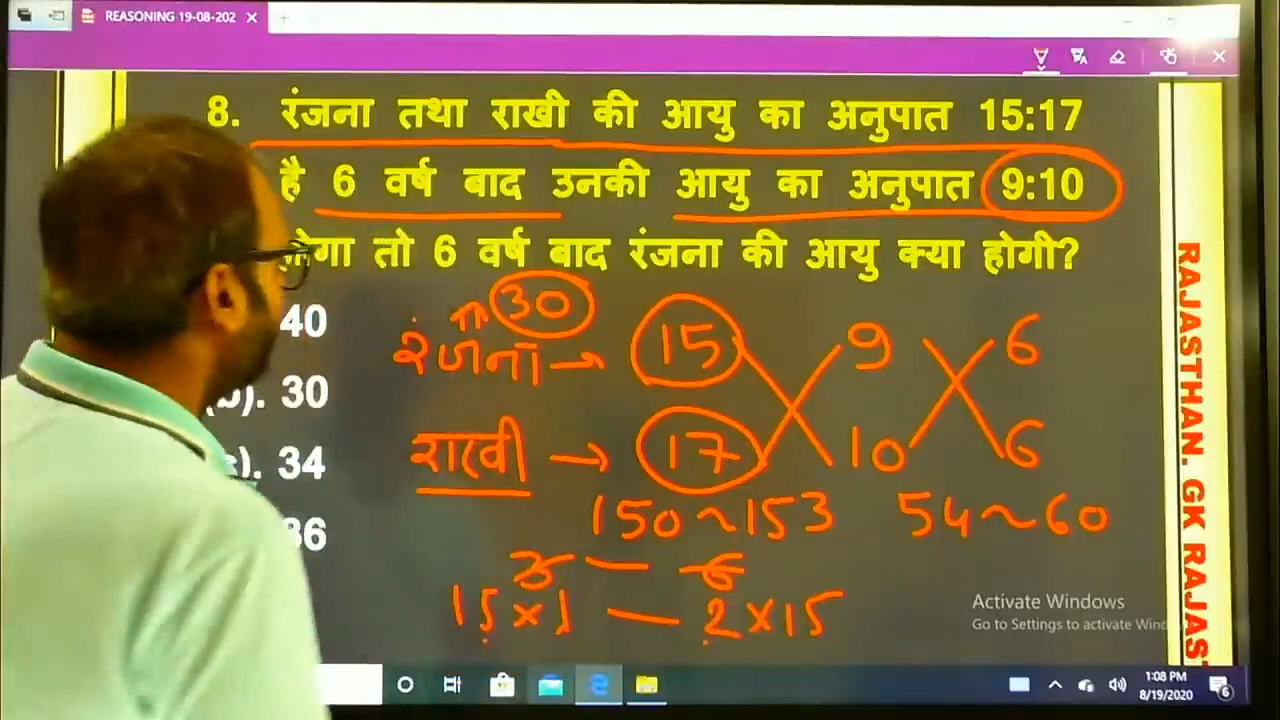 REASONING 19-08-202
8. रंजना तथा राखी की आयु का अनुपात 15:17
है 6 वर्ष बाद उनकी आयु का अनुपात 9:10
होगा तो 6 वर्ष बाद रंजना की आयु क्या होगी?
40
(b). 30
(c). 34
36
30
रंजना → 15 9 6
राखी → 17 10 6
150 ~ 153 54 ~ 60
3 — 6
15 × 1 — 2 × 15
RAJASTHAN. GK RAJAS
Activate Windows
Go to Settings to activate Wind
1:08 PM
8/19/2020
6